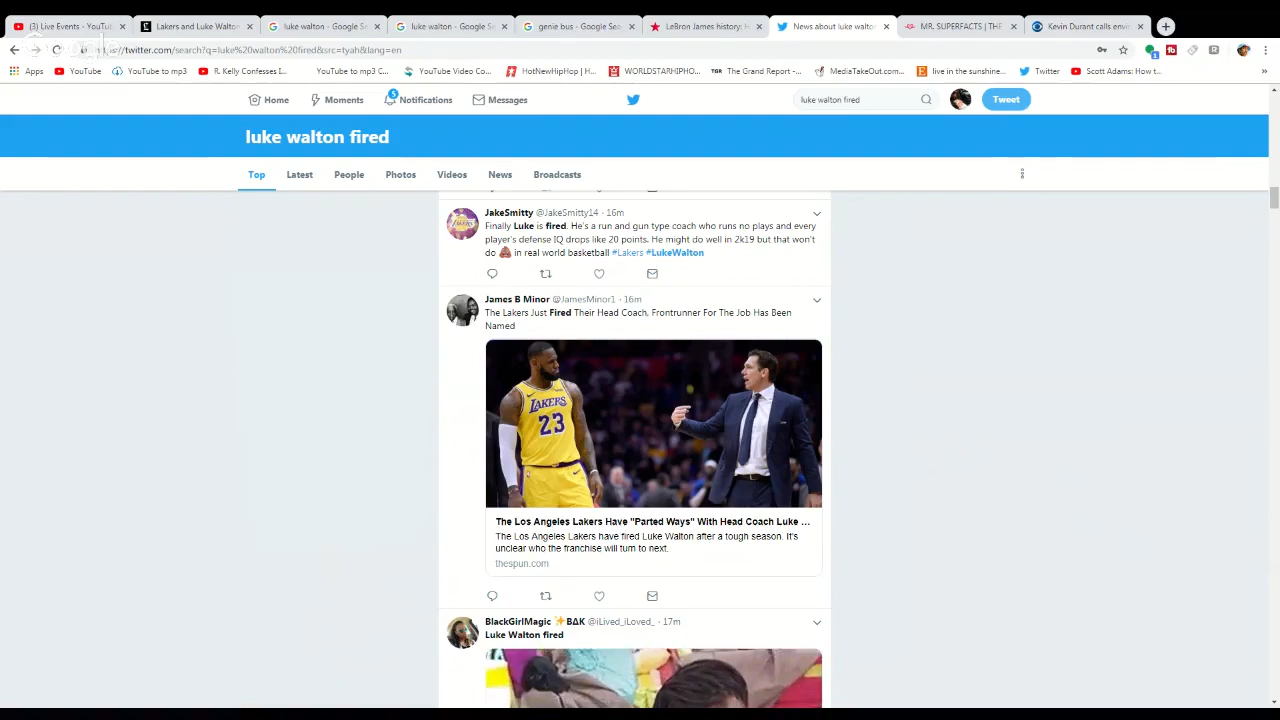 (3) Live Events - YouTu
Lakers and Luke Walton
luke walton - Google Se
luke walton - Google Se
genie bus - Google Sea
LeBron James history: H
News about luke walto
MR. SUPERFACTS | THE
Kevin Durant calls env
https://twitter.com/search?q=luke%20walton%20fired&src=tyah&lang=en
Apps YouTube YouTube to mp3 R. Kelly Confesses I... YouTube to mp3 C... YouTube Video Co... HotNewHipHop | H... WORLDSTARHIPHO... TGR The Grand Report -... MediaTakeOut.com... live in the sunshine... Twitter Scott Adams: How t... »
Home Moments 5 Notifications Messages luke walton fired Tweet
luke walton fired
Top Latest People Photos Videos News Broadcasts
JakeSmitty @JakeSmitty14 · 16m
Finally Luke is fired. He's a run and gun type coach who runs no plays and every
player's defense IQ drops like 20 points. He might do well in 2k19 but that won't
do 💩 in real world basketball #Lakers #LukeWalton
James B Minor @JamesMinor1 · 16m
The Lakers Just Fired Their Head Coach, Frontrunner For The Job Has Been
Named
LAKERS
23
The Los Angeles Lakers Have "Parted Ways" With Head Coach Luke ...
The Los Angeles Lakers have fired Luke Walton after a tough season. It's
unclear who the franchise will turn to next.
thespun.com
BlackGirlMagic ✨BΔK @iLived_iLoved_ · 17m
Luke Walton fired